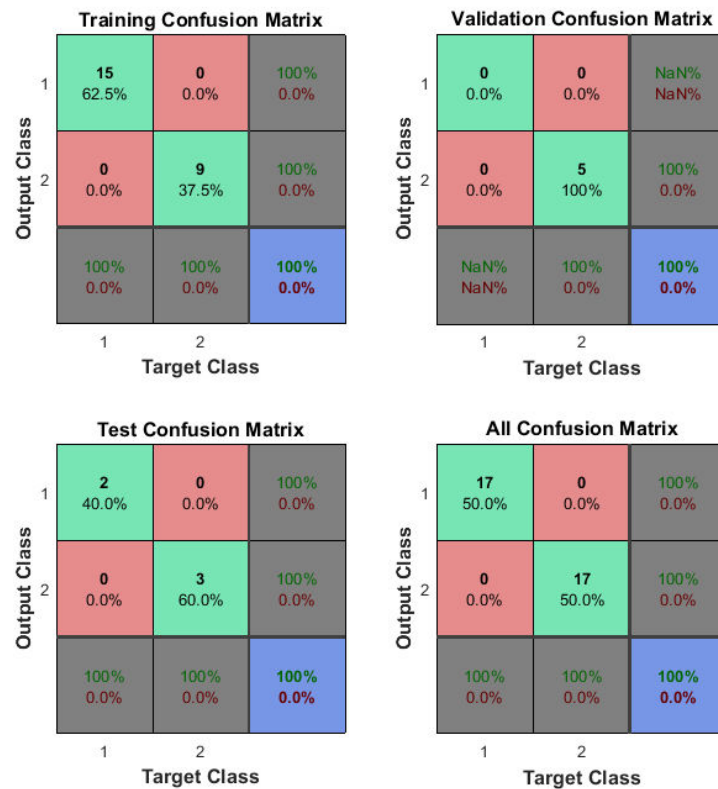 Training Confusion Matrix
15 0 100%
62.5% 0.0% 0.0%
1
0 9 100%
0.0% 37.5% 0.0%
2
100% 100% 100%
0.0% 0.0% 0.0%
1 2
Target Class
Output Class
Validation Confusion Matrix
0 0 NaN%
0.0% 0.0% NaN%
1
0 5 100%
0.0% 100% 0.0%
2
NaN% 100% 100%
NaN% 0.0% 0.0%
1 2
Target Class
Output Class
Test Confusion Matrix
2 0 100%
40.0% 0.0% 0.0%
1
0 3 100%
0.0% 60.0% 0.0%
2
100% 100% 100%
0.0% 0.0% 0.0%
1 2
Target Class
Output Class
All Confusion Matrix
17 0 100%
50.0% 0.0% 0.0%
1
0 17 100%
0.0% 50.0% 0.0%
2
100% 100% 100%
0.0% 0.0% 0.0%
1 2
Target Class
Output Class